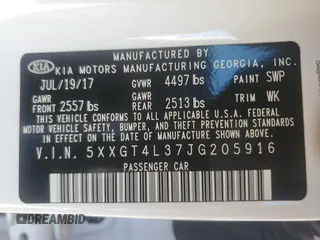 MANUFACTURED BY
KIA KIA MOTORS MANUFACTURING GEORGIA, INC.
JUL/19/17 GVWR 4497 lbs PAINT SWP
GAWR FRONT 2557 lbs GAWR REAR 2513 lbs TRIM WK
THIS VEHICLE CONFORMS TO ALL APPLICABLE U.S. FEDERAL MOTOR VEHICLE
SAFETY, BUMPER, AND THEFT PREVENTION STANDARDS IN EFFECT ON
THE DATE OF MANUFACTURE SHOWN ABOVE.
V.I.N. 5XXGT4L37JG205916
PASSENGER CAR
© DREAMBID